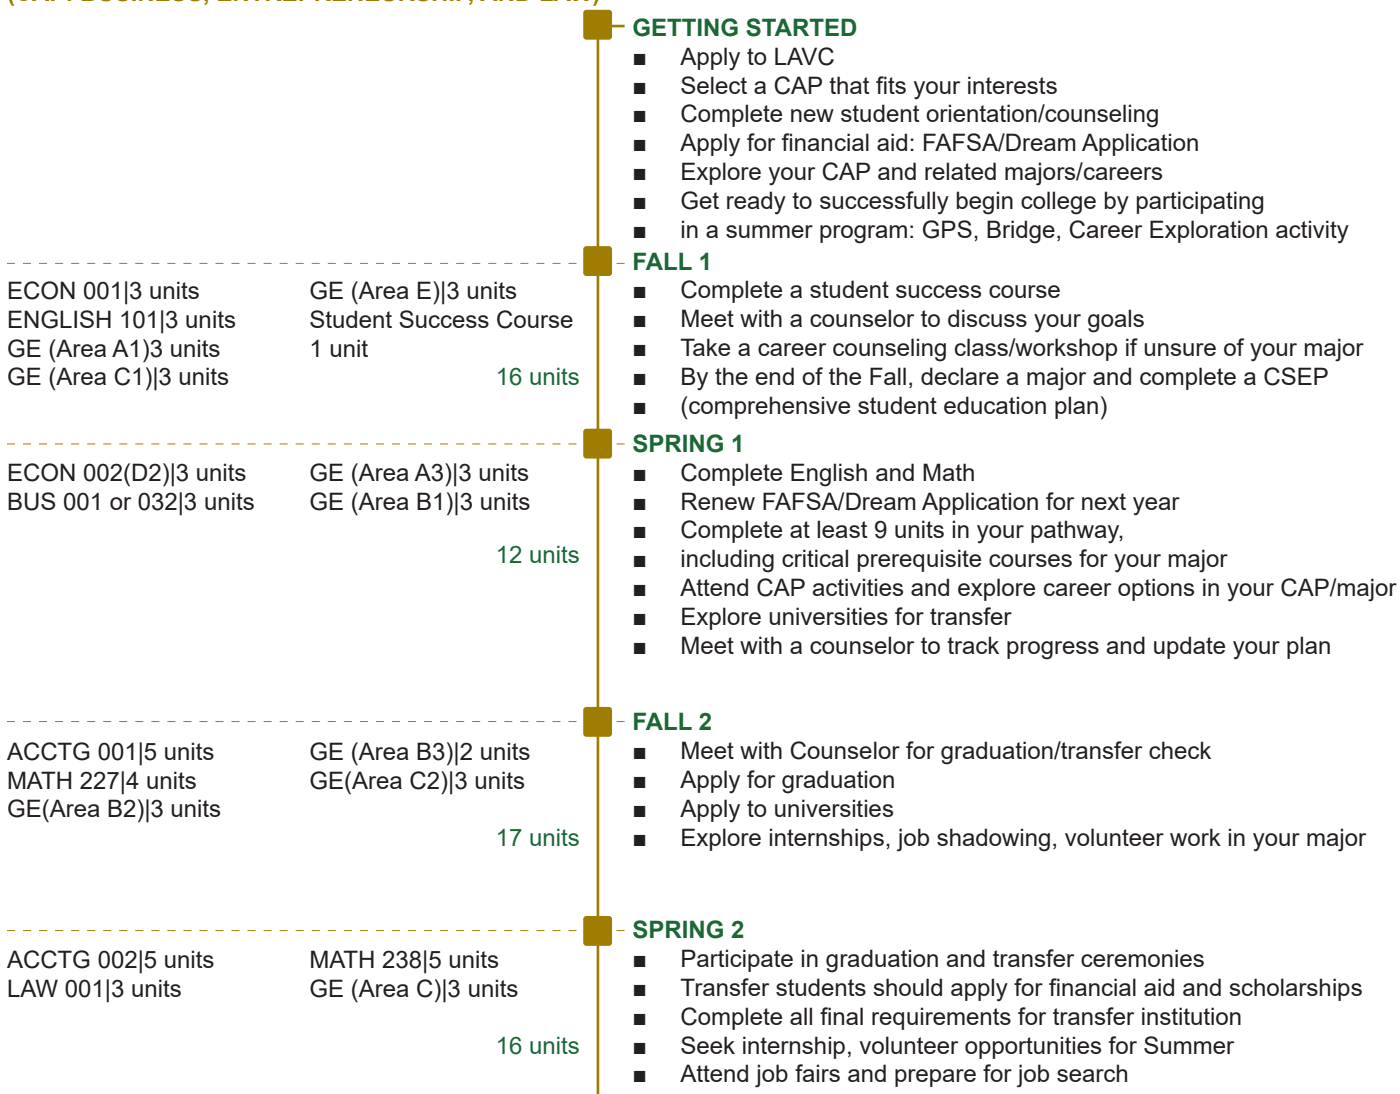 (CAP: BUSINESS, ENTREPRENEURSHIP, AND LAW)
GETTING STARTED
■ Apply to LAVC
■ Select a CAP that fits your interests
■ Complete new student orientation/counseling
■ Apply for financial aid: FAFSA/Dream Application
■ Explore your CAP and related majors/careers
■ Get ready to successfully begin college by participating
■ in a summer program: GPS, Bridge, Career Exploration activity
FALL 1
ECON 001|3 units
ENGLISH 101|3 units
GE (Area A1)3 units
GE (Area C1)|3 units
GE (Area E)|3 units
Student Success Course
1 unit
16 units
■ Complete a student success course
■ Meet with a counselor to discuss your goals
■ Take a career counseling class/workshop if unsure of your major
■ By the end of the Fall, declare a major and complete a CSEP
■ (comprehensive student education plan)
SPRING 1
ECON 002(D2)|3 units
BUS 001 or 032|3 units
GE (Area A3)|3 units
GE (Area B1)|3 units
12 units
■ Complete English and Math
■ Renew FAFSA/Dream Application for next year
■ Complete at least 9 units in your pathway,
■ including critical prerequisite courses for your major
■ Attend CAP activities and explore career options in your CAP/major
■ Explore universities for transfer
■ Meet with a counselor to track progress and update your plan
FALL 2
ACCTG 001|5 units
MATH 227|4 units
GE(Area B2)|3 units
GE (Area B3)|2 units
GE(Area C2)|3 units
17 units
■ Meet with Counselor for graduation/transfer check
■ Apply for graduation
■ Apply to universities
■ Explore internships, job shadowing, volunteer work in your major
SPRING 2
ACCTG 002|5 units
LAW 001|3 units
MATH 238|5 units
GE (Area C)|3 units
16 units
■ Participate in graduation and transfer ceremonies
■ Transfer students should apply for financial aid and scholarships
■ Complete all final requirements for transfer institution
■ Seek internship, volunteer opportunities for Summer
■ Attend job fairs and prepare for job search